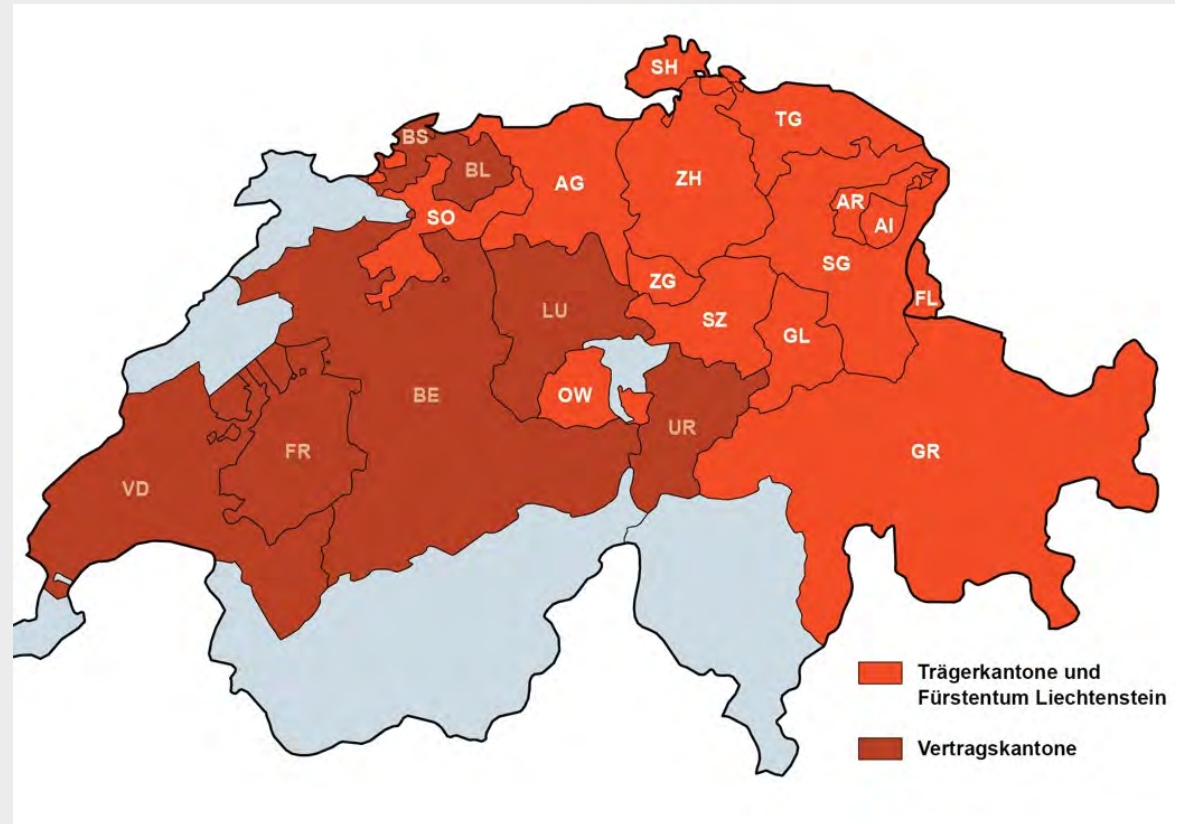 SH
TG
BS
BL
AG
ZH
AR
SO
AI
SG
ZG
FL
LU
SZ
GL
OW
BE
UR
FR
GR
VD
Trägerkantone und
Fürstentum Liechtenstein
Vertragskantone